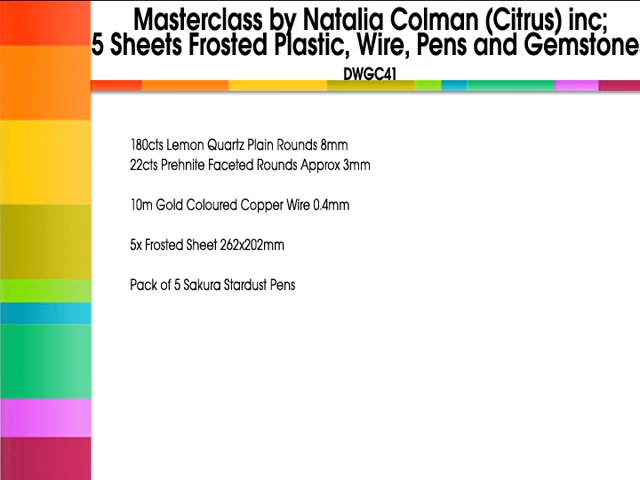 Masterclass by Natalia Colman (Citrus) inc;
5 Sheets Frosted Plastic, Wire, Pens and Gemstone
DWGC41
180cts Lemon Quartz Plain Rounds 8mm
22cts Prehnite Faceted Rounds Approx 3mm
10m Gold Coloured Copper Wire 0.4mm
5x Frosted Sheet 262x202mm
Pack of 5 Sakura Stardust Pens